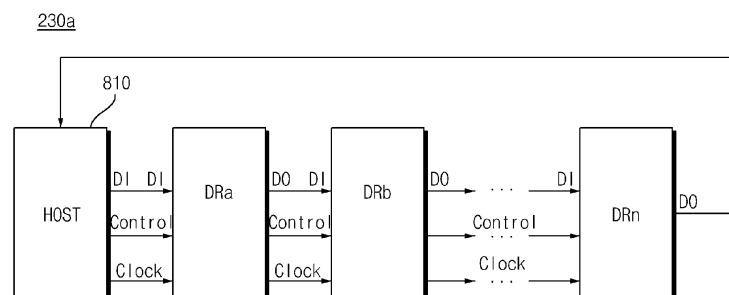 230a
810
DI DI DO DI DO ... DI DO
HOST DRa DRb DRn
Control Control ... Control
Clock Clock ... Clock